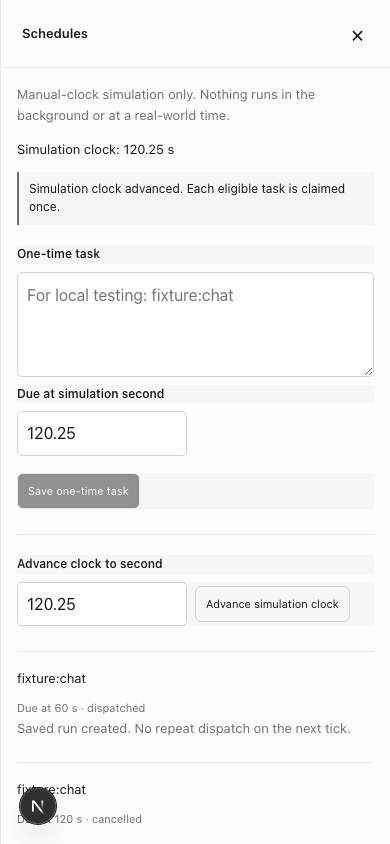 Schedules
Manual-clock simulation only. Nothing runs in the
background or at a real-world time.
Simulation clock: 120.25 s
Simulation clock advanced. Each eligible task is claimed
once.
One-time task
For local testing: fixture:chat
Due at simulation second
120.25
Save one-time task
Advance clock to second
120.25
Advance simulation clock
fixture:chat
Due at 60 s · dispatched
Saved run created. No repeat dispatch on the next tick.
fixture:chat
N
120 s · cancelled